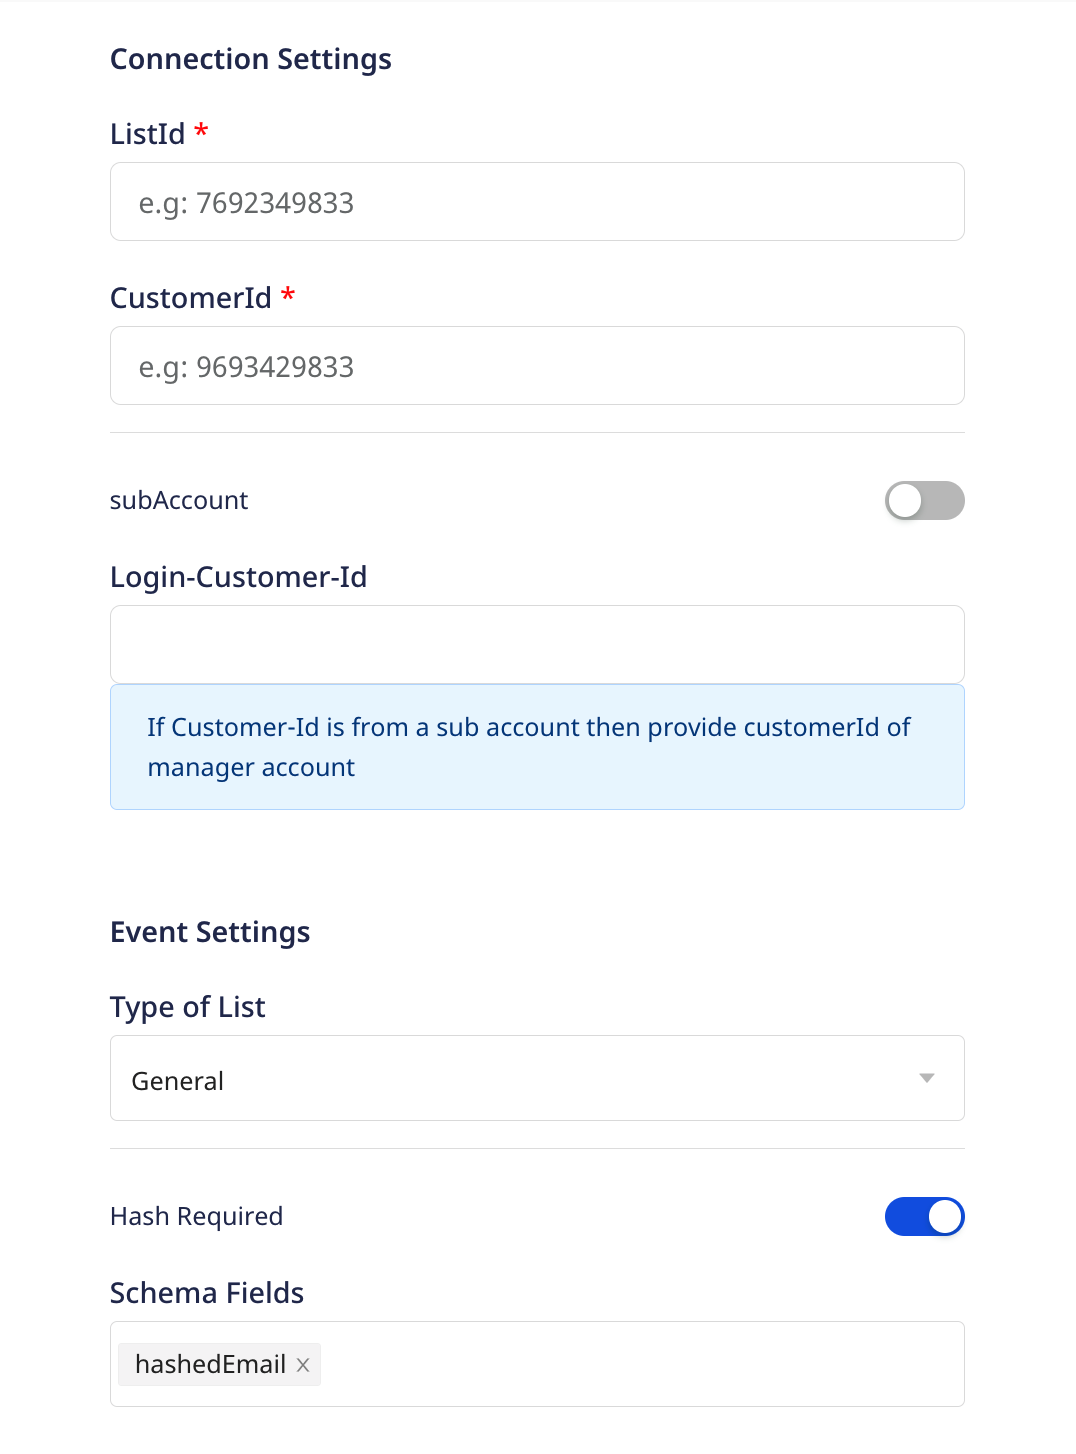 Connection Settings
ListId *
e.g: 7692349833
CustomerId *
e.g: 9693429833
subAccount
Login-Customer-Id
If Customer-Id is from a sub account then provide customerId of
manager account
Event Settings
Type of List
General
Hash Required
Schema Fields
hashedEmail